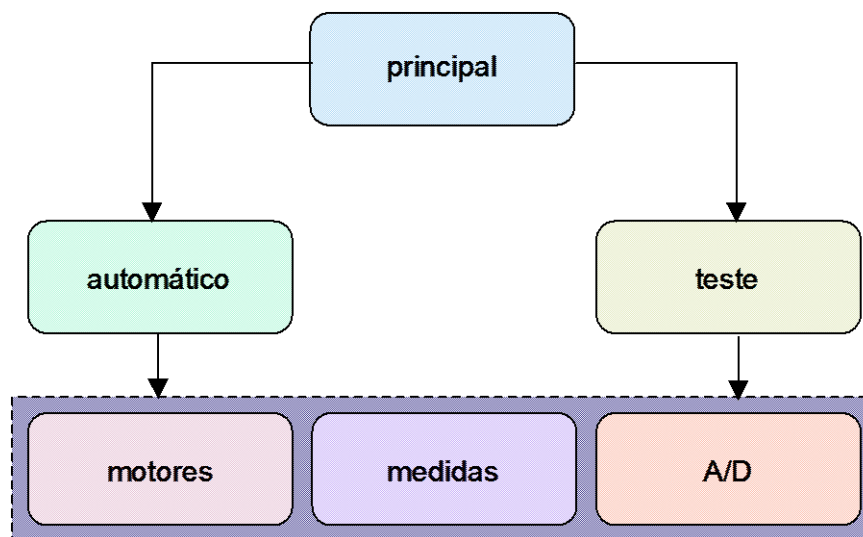 principal
automático
teste
motores
medidas
A/D